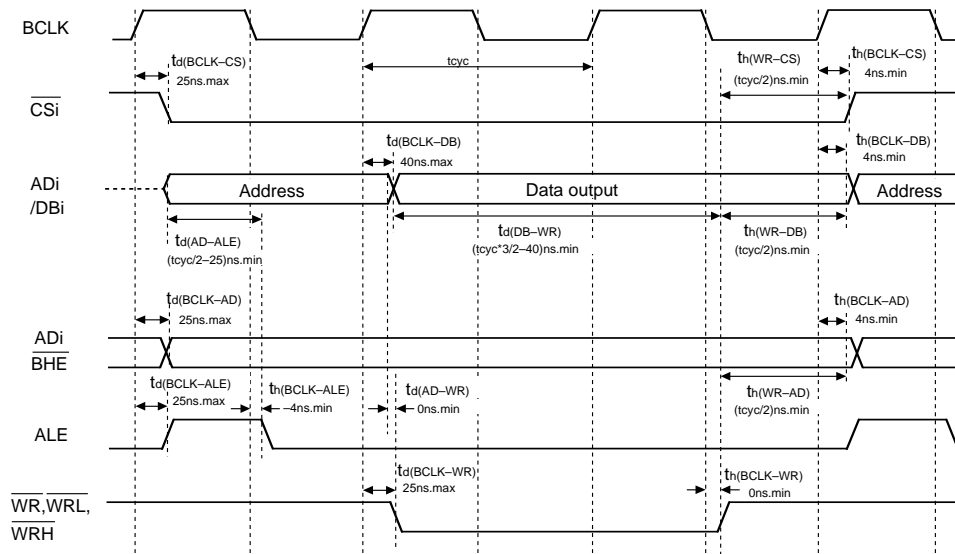 BCLK
td(BCLK–CS)
25ns.max
tcyc
th(WR–CS)
(tcyc/2)ns.min
th(BCLK–CS)
4ns.min
CSi
td(BCLK–DB)
40ns.max
th(BCLK–DB)
4ns.min
ADi
/DBi
Address
Data output
Address
td(AD–ALE)
(tcyc/2–25)ns.min
td(DB–WR)
(tcyc*3/2–40)ns.min
th(WR–DB)
(tcyc/2)ns.min
td(BCLK–AD)
25ns.max
th(BCLK–AD)
4ns.min
ADi
BHE
td(BCLK–ALE)
25ns.max
th(BCLK–ALE)
–4ns.min
td(AD–WR)
0ns.min
th(WR–AD)
(tcyc/2)ns.min
ALE
td(BCLK–WR)
25ns.max
th(BCLK–WR)
0ns.min
WR,WRL,
WRH